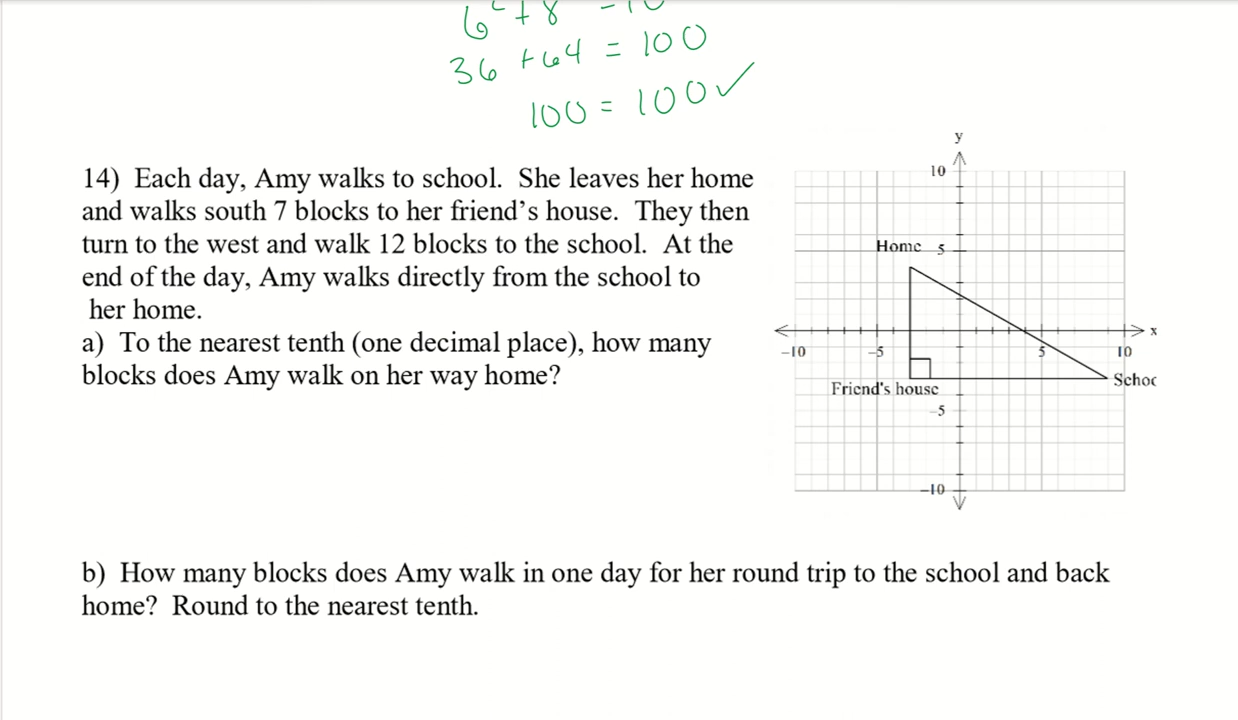 6² + 8
36 + 64 = 100
100 = 100 ✓
14) Each day, Amy walks to school. She leaves her home
and walks south 7 blocks to her friend's house. They then
turn to the west and walk 12 blocks to the school. At the
end of the day, Amy walks directly from the school to
her home.
a) To the nearest tenth (one decimal place), how many
blocks does Amy walk on her way home?
y
10
Home 5
x
-10 -5 5 10
Friend's house Schoc
-5
-10
b) How many blocks does Amy walk in one day for her round trip to the school and back
home? Round to the nearest tenth.